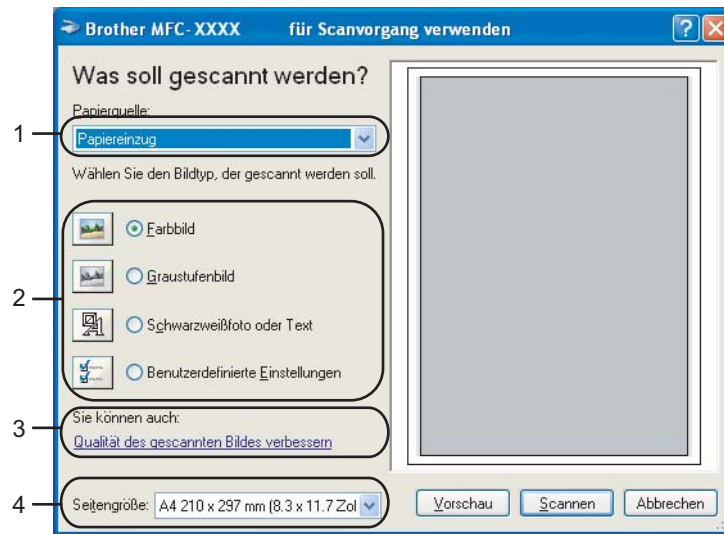 Brother MFC-XXXX für Scanvorgang verwenden
Was soll gescannt werden?
Papierquelle:
1
Papiereinzug
Wählen Sie den Bildtyp, der gescannt werden soll.
Farbbild
Graustufenbild
2
Schwarzweißfoto oder Text
Benutzerdefinierte Einstellungen
Sie können auch:
3
Qualität des gescannten Bildes verbessern
4
Seitengröße: A4 210 x 297 mm (8.3 x 11.7 Zol
Vorschau Scannen Abbrechen